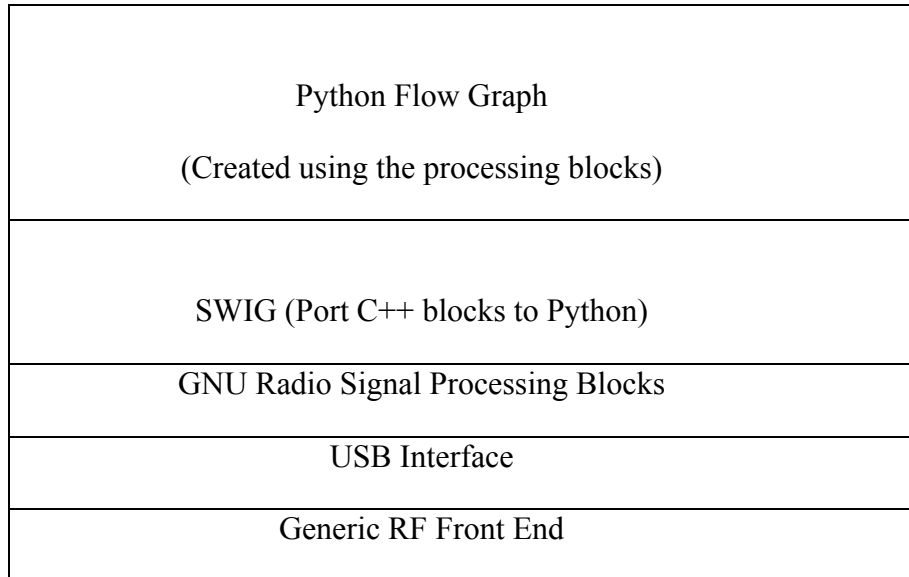 Python Flow Graph
(Created using the processing blocks)
SWIG (Port C++ blocks to Python)
GNU Radio Signal Processing Blocks
USB Interface
Generic RF Front End